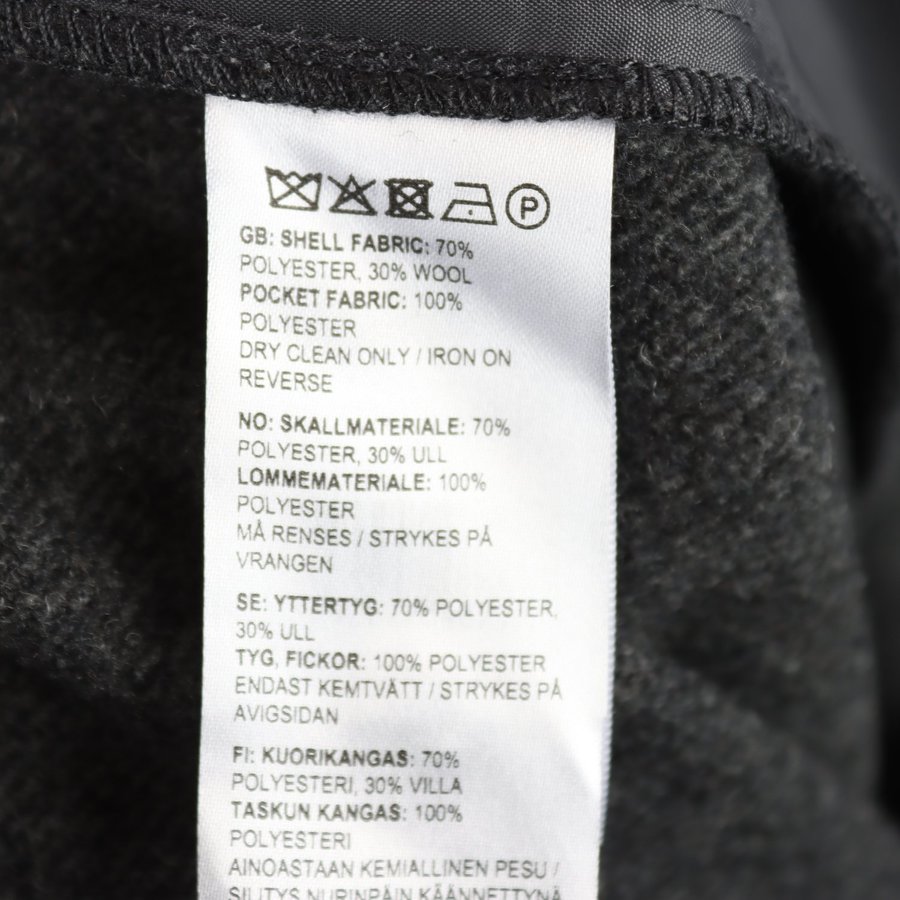 P
GB: SHELL FABRIC: 70%
POLYESTER, 30% WOOL
POCKET FABRIC: 100%
POLYESTER
DRY CLEAN ONLY / IRON ON
REVERSE
NO: SKALLMATERIALE: 70%
POLYESTER, 30% ULL
LOMMEMATERIALE: 100%
POLYESTER
MÅ RENSES / STRYKES PÅ
VRANGEN
SE: YTTERTYG: 70% POLYESTER,
30% ULL
TYG, FICKOR: 100% POLYESTER
ENDAST KEMTVÄTT / STRYKES PÅ
AVIGSIDAN
FI: KUORIKANGAS: 70%
POLYESTERI, 30% VILLA
TASKUN KANGAS: 100%
POLYESTERI
AINOASTAAN KEMIALLINEN PESU /
SILITYS NURINPÄIN KÄÄNNETTYNÄ